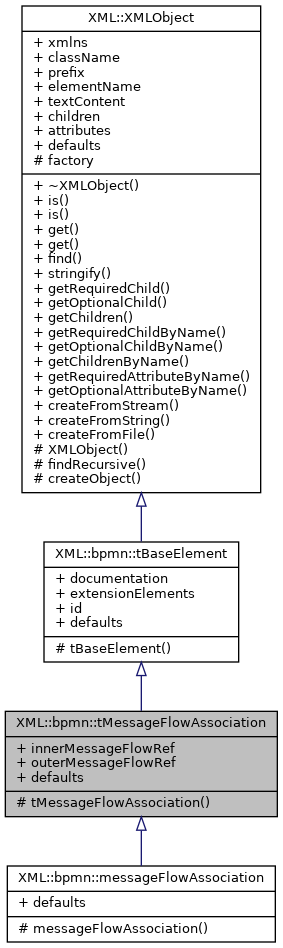 XML::XMLObject
+ xmlns
+ className
+ prefix
+ elementName
+ textContent
+ children
+ attributes
+ defaults
# factory
+ ~XMLObject()
+ is()
+ is()
+ get()
+ get()
+ find()
+ stringify()
+ getRequiredChild()
+ getOptionalChild()
+ getChildren()
+ getRequiredChildByName()
+ getOptionalChildByName()
+ getChildrenByName()
+ getRequiredAttributeByName()
+ getOptionalAttributeByName()
+ createFromStream()
+ createFromString()
+ createFromFile()
# XMLObject()
# findRecursive()
# createObject()
XML::bpmn::tBaseElement
+ documentation
+ extensionElements
+ id
+ defaults
# tBaseElement()
XML::bpmn::tMessageFlowAssociation
+ innerMessageFlowRef
+ outerMessageFlowRef
+ defaults
# tMessageFlowAssociation()
XML::bpmn::messageFlowAssociation
+ defaults
# messageFlowAssociation()